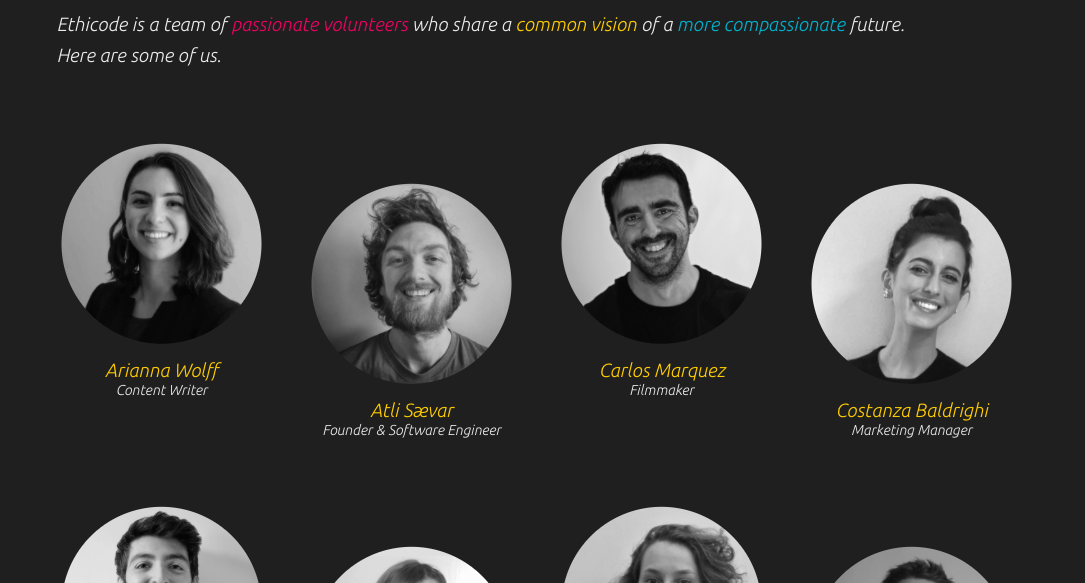 Ethicode is a team of passionate volunteers who share a common vision of a more compassionate future.
Here are some of us.
Arianna Wolff
Content Writer
Atli Sævar
Founder & Software Engineer
Carlos Marquez
Filmmaker
Costanza Baldrighi
Marketing Manager